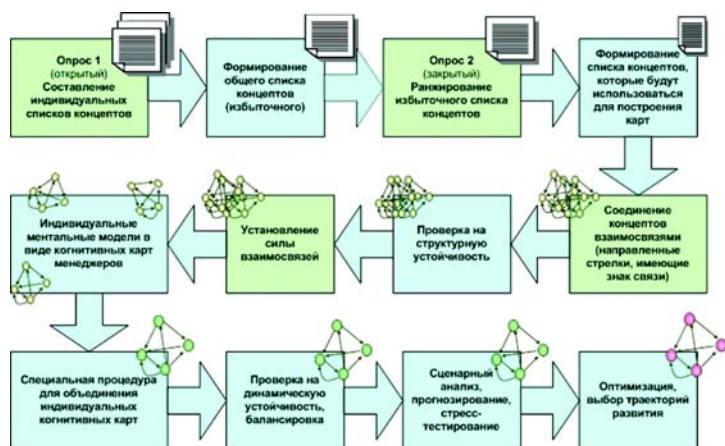 Опрос 1
(открытый)
Составление
индивидуальных
списков концептов
Формирование
общего списка
концептов
(избыточного)
Опрос 2
(закрытый)
Ранжирование
избыточного списка
концептов
Формирование
списка концептов,
которые будут
использоваться
для построения
карт
Индивидуальные
ментальные модели в
виде когнитивных карт
менеджеров
Установление
силы
взаимосвязей
Проверка на
структурную
устойчивость
Соединение
концептов
взаимосвязями
(направленные
стрелки, имеющие
знак связи)
Специальная процедура
для объединения
индивидуальных
когнитивных карт
Проверка на
динамическую
устойчивость,
балансировка
Сценарный
анализ,
прогнозирование,
стресс-
тестирование
Оптимизация,
выбор траекторий
развития